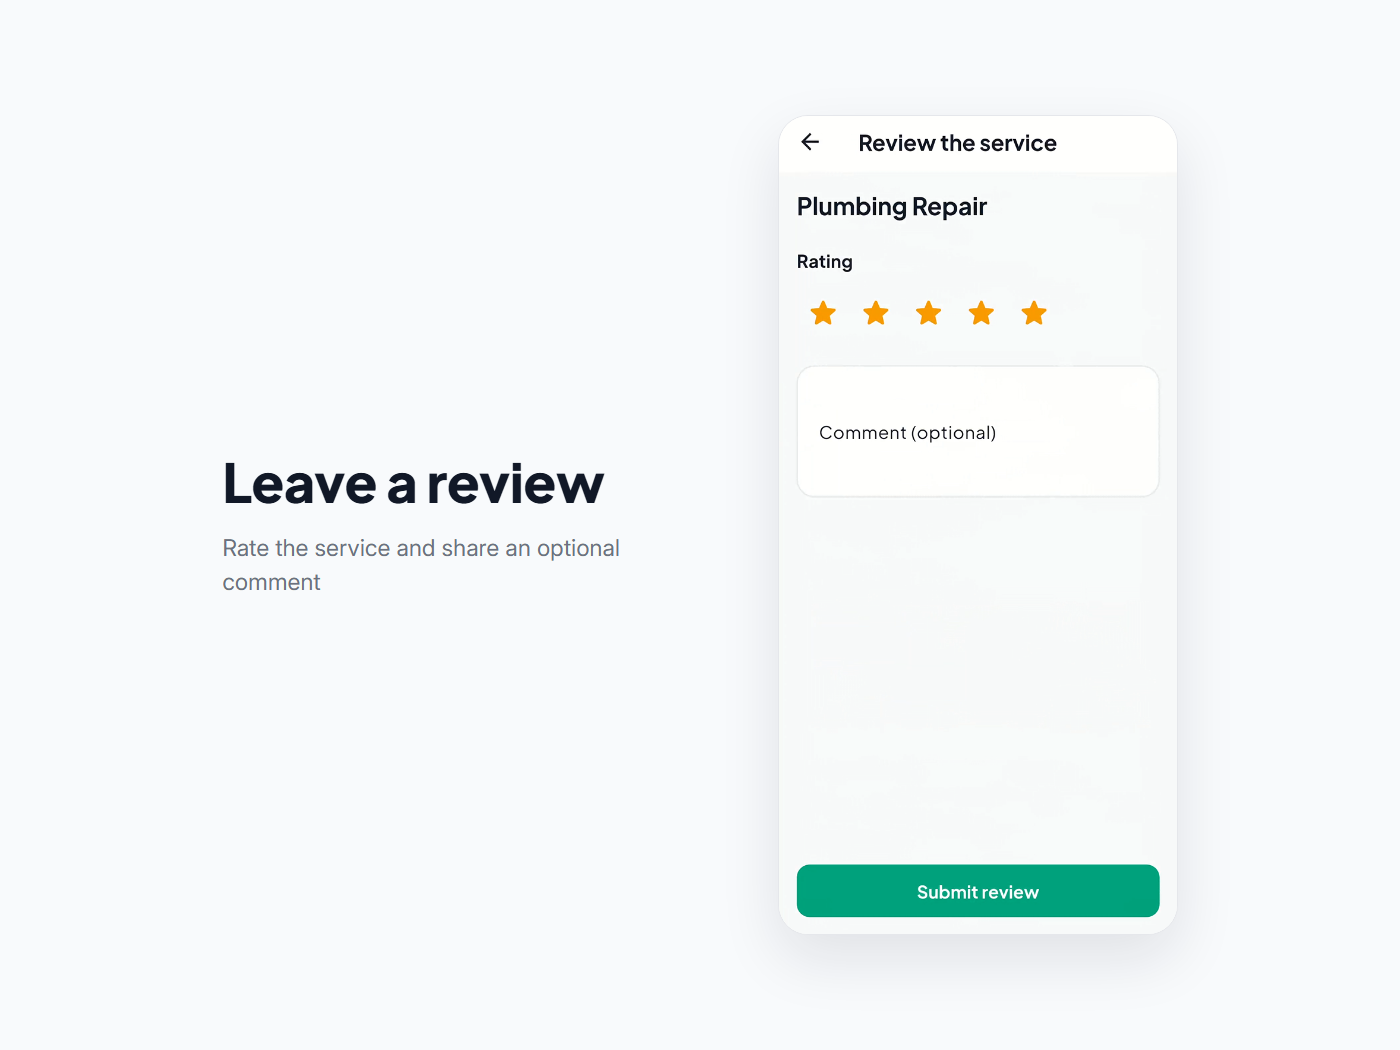 Leave a review
Rate the service and share an optional
comment
Review the service
Plumbing Repair
Rating
Comment (optional)
Submit review